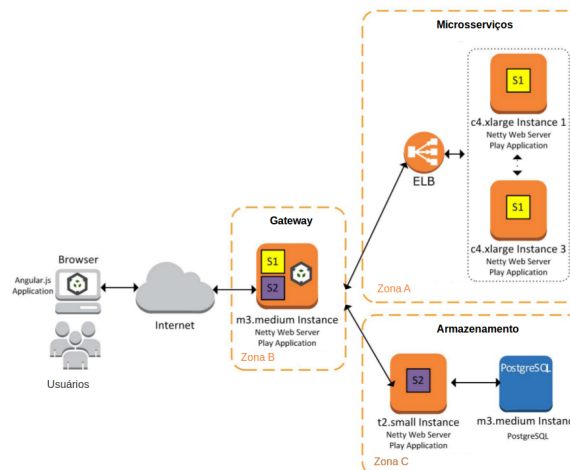 Microsserviços
S1
c4.xlarge Instance 1
Netty Web Server
Play Application
ELB
S1
c4.xlarge Instance 3
Netty Web Server
Play Application
Zona A
Gateway
S1
S2
m3.medium Instance
Netty Web Server
Play Application
Zona B
Browser
Angular.js
Application
Internet
Usuários
Armazenamento
S2
PostgreSQL
t2.small Instance
Netty Web Server
Play Application
m3.medium Instanc
PostgreSQL
Zona C